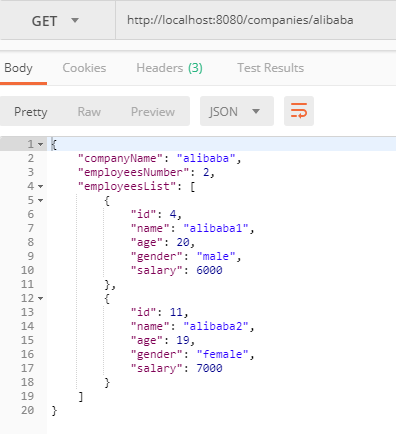 GET http://localhost:8080/companies/alibaba
Body Cookies Headers (3) Test Results
Pretty Raw Preview JSON
1 {
2 "companyName": "alibaba",
3 "employeesNumber": 2,
4 "employeesList": [
5 {
6 "id": 4,
7 "name": "alibaba1",
8 "age": 20,
9 "gender": "male",
10 "salary": 6000
11 },
12 {
13 "id": 11,
14 "name": "alibaba2",
15 "age": 19,
16 "gender": "female",
17 "salary": 7000
18 }
19 ]
20 }